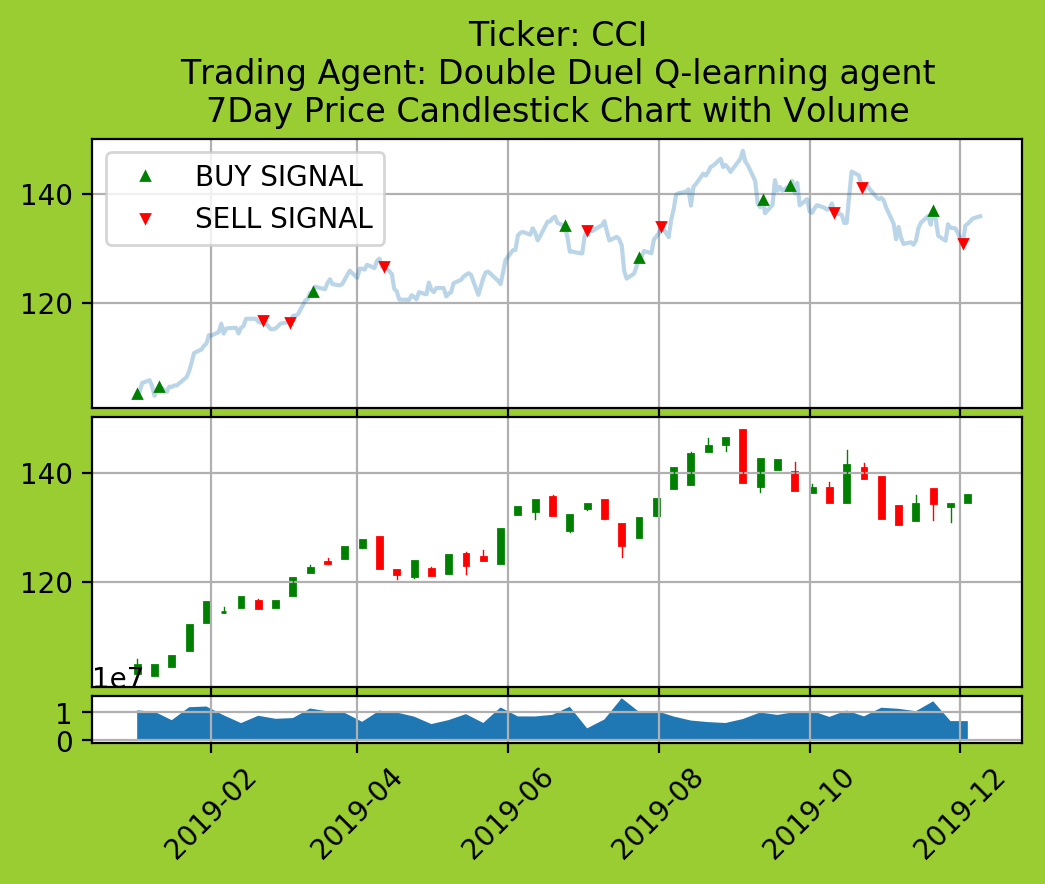 Ticker: CCI
Trading Agent: Double Duel Q-learning agent
7Day Price Candlestick Chart with Volume
BUY SIGNAL
SELL SIGNAL
140
120
140
120
1e7
1
0
2019-02
2019-04
2019-06
2019-08
2019-10
2019-12